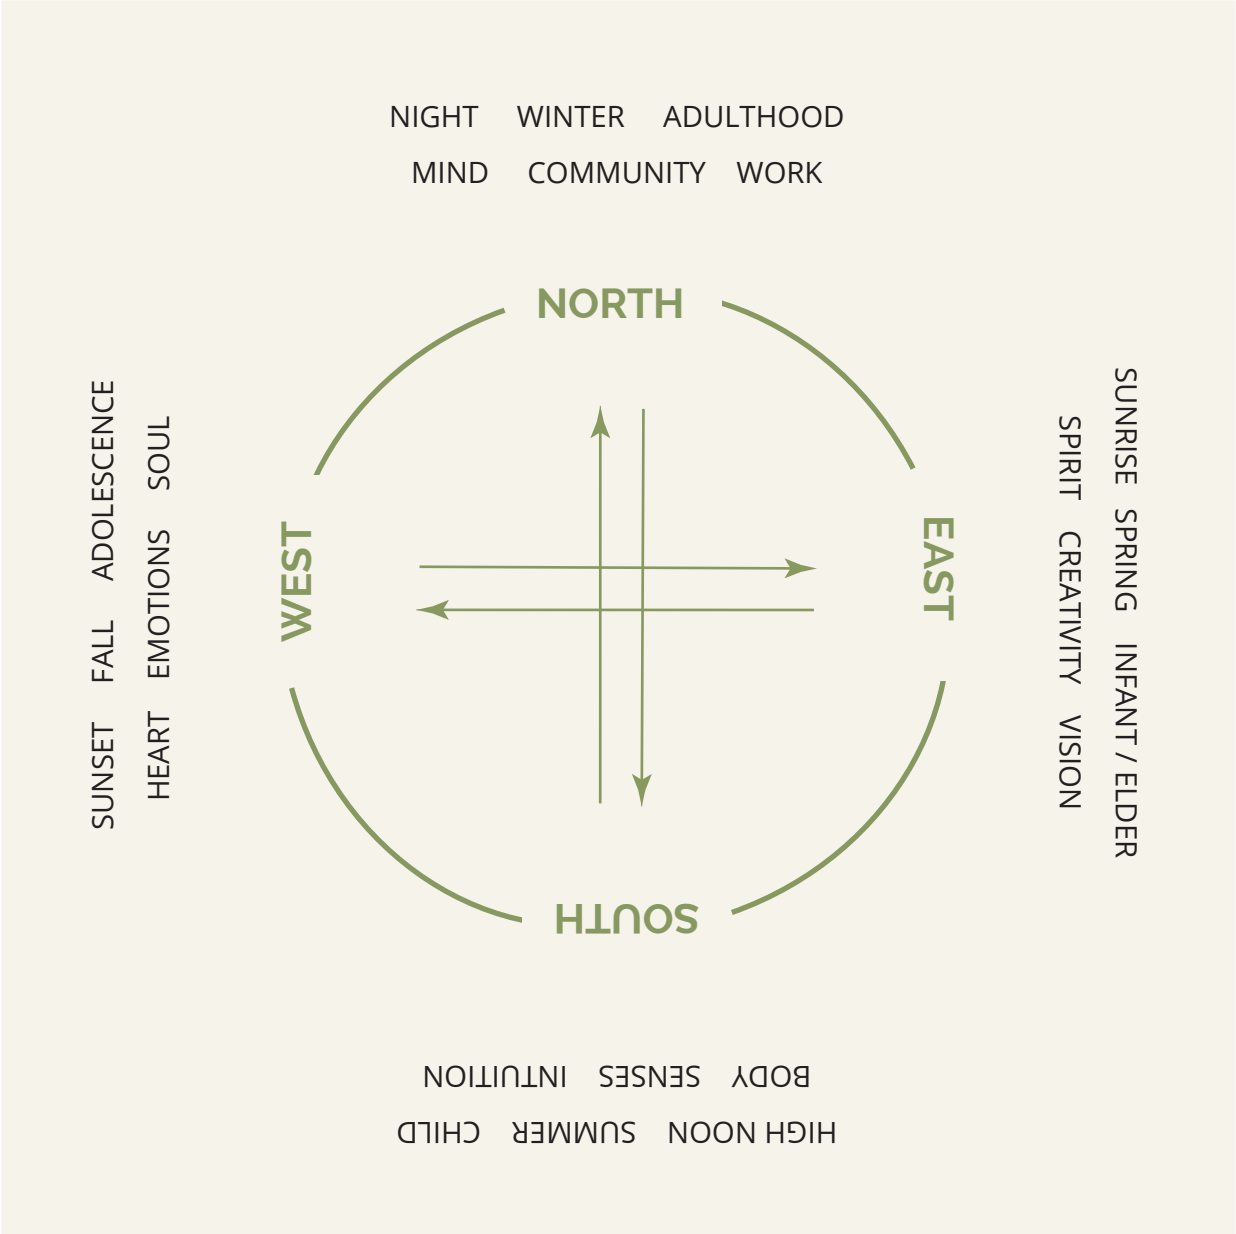 NIGHT WINTER ADULTHOOD
MIND COMMUNITY WORK
NORTH
SUNRISE SPRING INFANT / ELDER
SPIRIT CREATIVITY VISION
EAST
HIGH NOON SUMMER CHILD
BODY SENSES INTUITION
SOUTH
SUNSET FALL ADOLESCENCE
HEART EMOTIONS SOUL
WEST